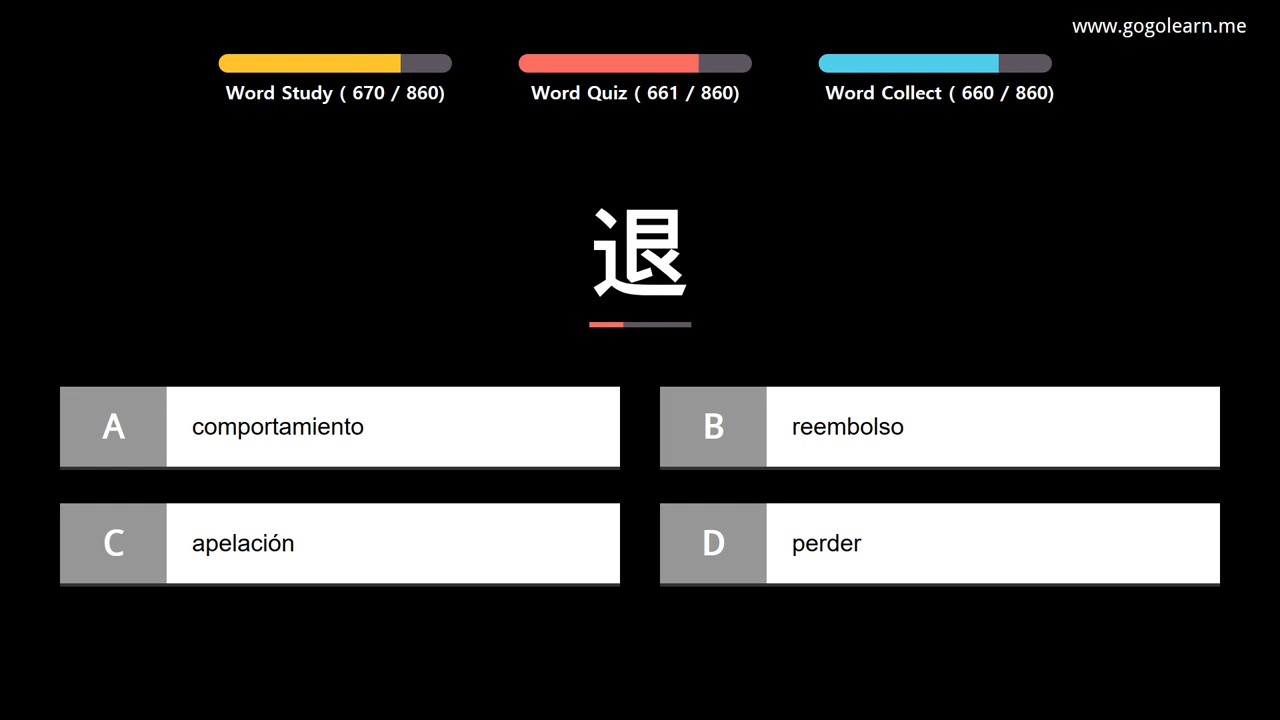 www.gogolearn.me
Word Study ( 670 / 860)
Word Quiz ( 661 / 860)
Word Collect ( 660 / 860)
退
A comportamiento
B reembolso
C apelación
D perder